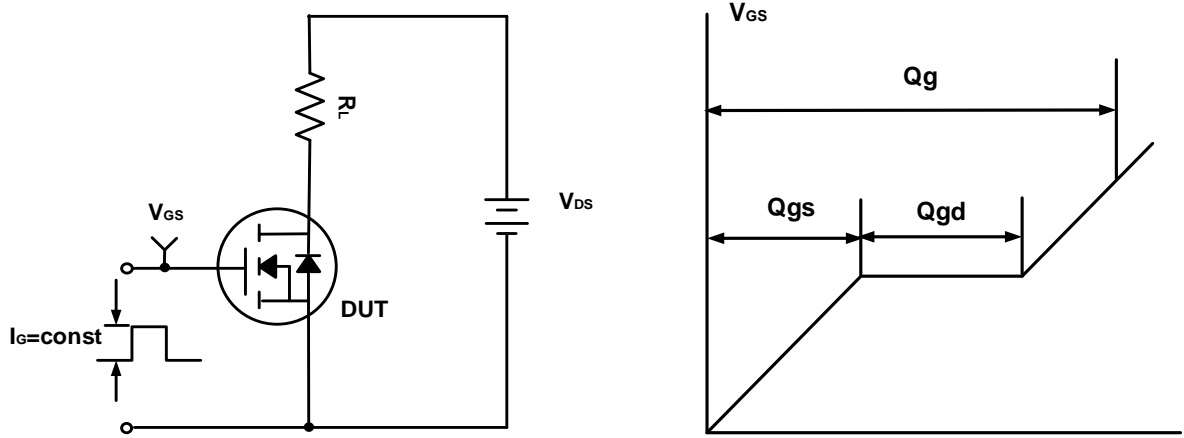 RL
VDS
VGS
DUT
IG=const
VGS
Qg
Qgs
Qgd